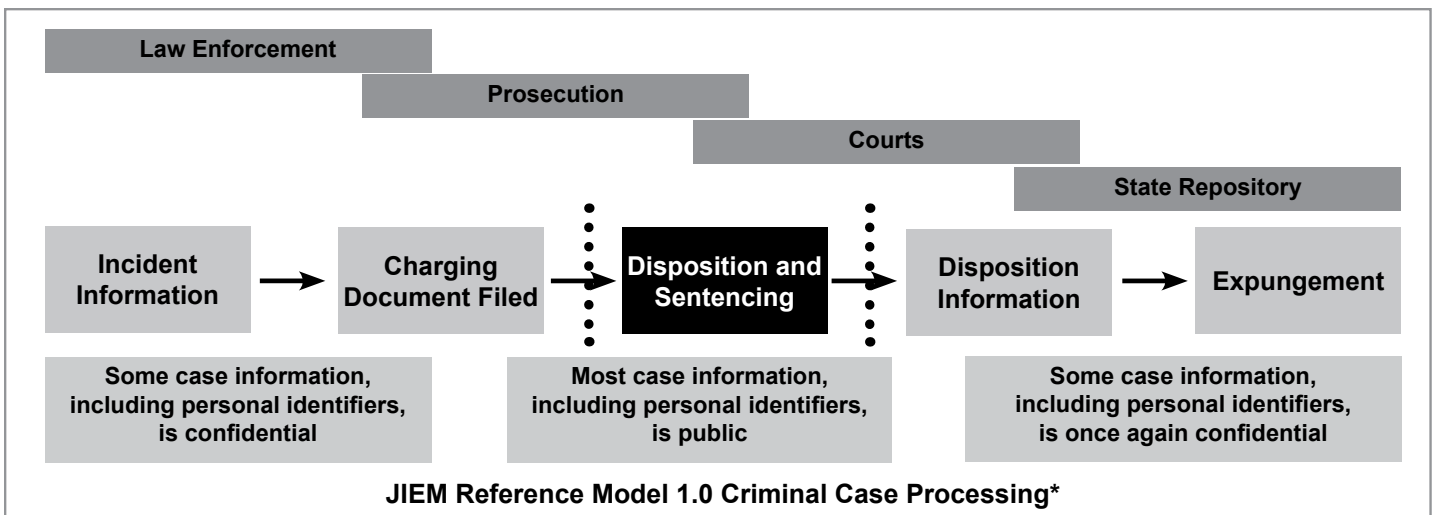 Law Enforcement
Prosecution
Courts
State Repository
Incident
Information
Charging
Document Filed
Disposition and
Sentencing
Disposition
Information
Expungement
Some case information,
including personal identifiers,
is confidential
Most case information,
including personal identifiers,
is public
Some case information,
including personal identifiers,
is once again confidential
JIEM Reference Model 1.0 Criminal Case Processing*